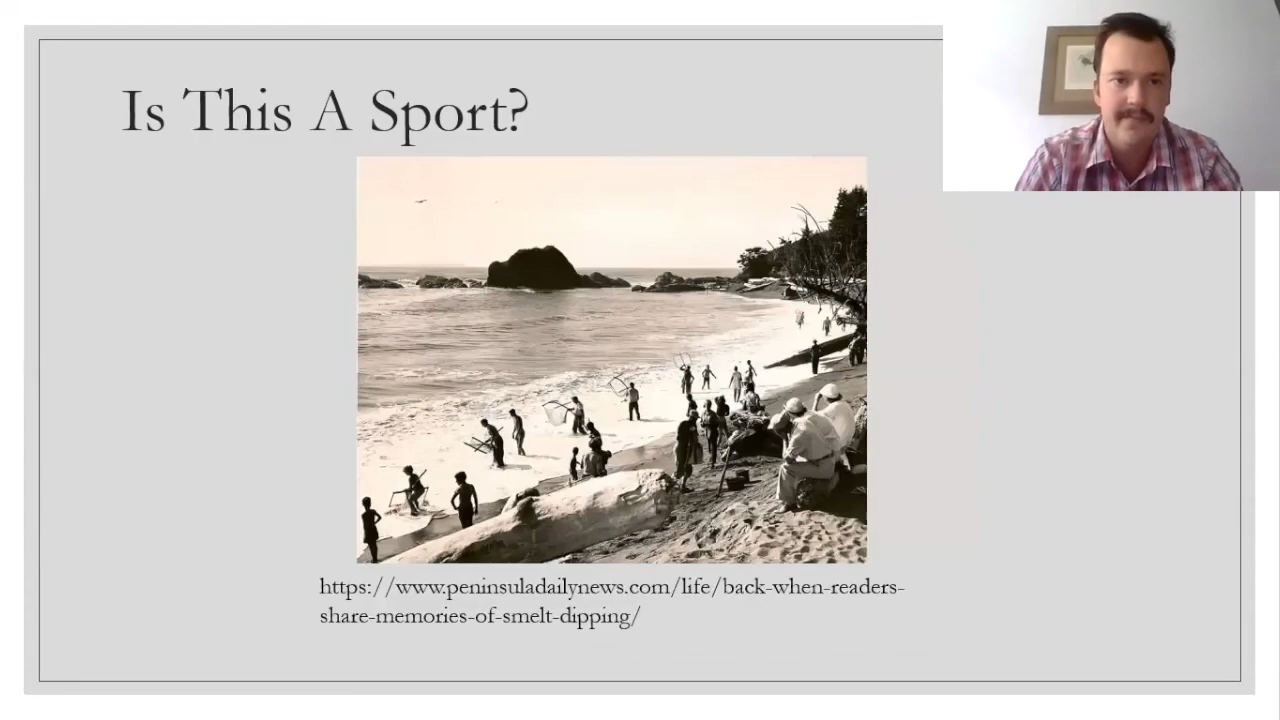 Is This A Sport?
https://www.peninsuladailynews.com/life/back-when-readers-
share-memories-of-smelt-dipping/